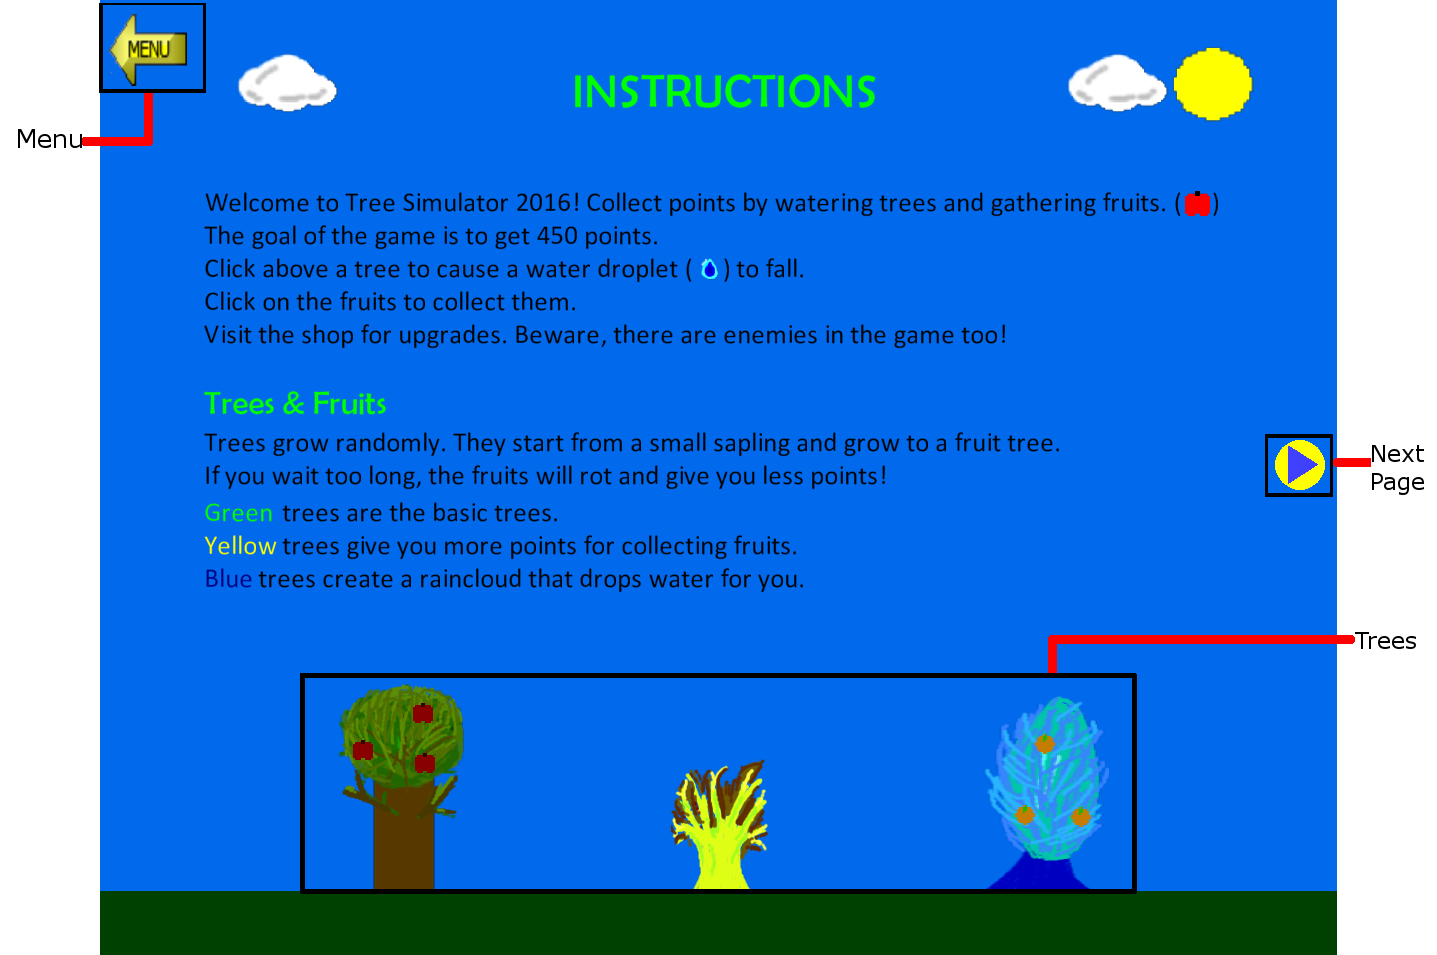 MENU
INSTRUCTIONS
Menu
Welcome to Tree Simulator 2016! Collect points by watering trees and gathering fruits. ( )
The goal of the game is to get 450 points.
Click above a tree to cause a water droplet ( ) to fall.
Click on the fruits to collect them.
Visit the shop for upgrades. Beware, there are enemies in the game too!
Trees & Fruits
Trees grow randomly. They start from a small sapling and grow to a fruit tree.
If you wait too long, the fruits will rot and give you less points!
Green trees are the basic trees.
Yellow trees give you more points for collecting fruits.
Blue trees create a raincloud that drops water for you.
Next
Page
Trees